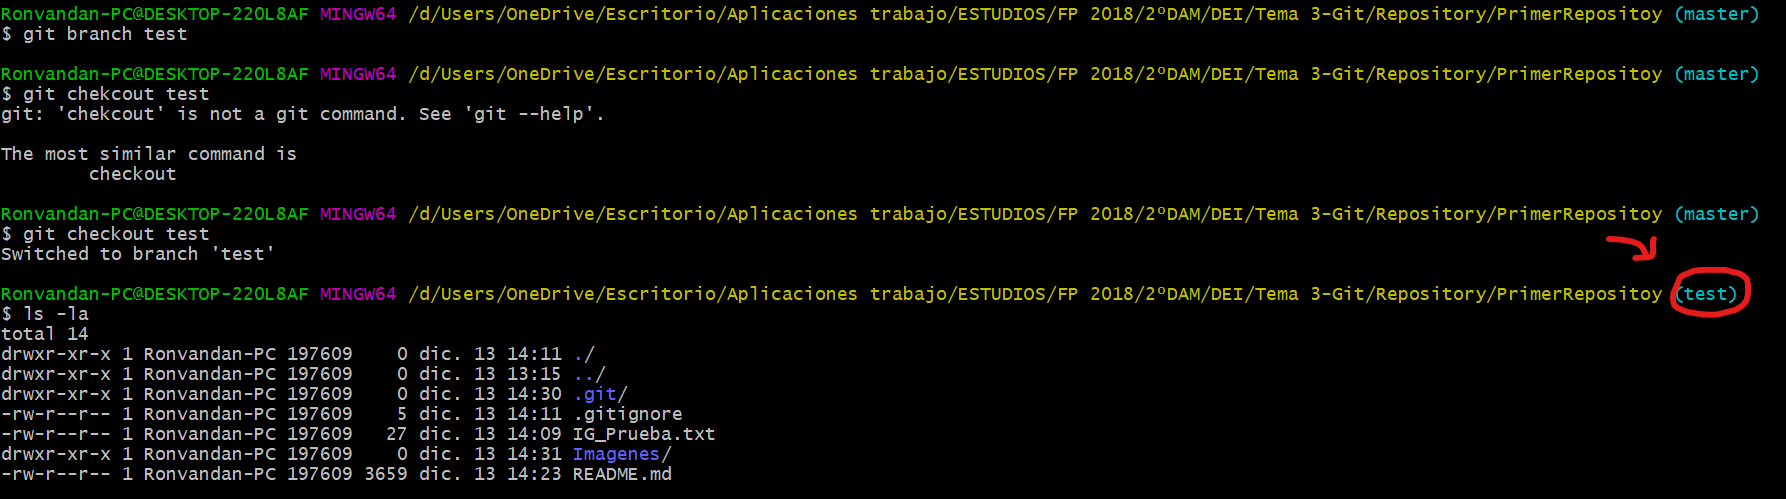 Ronvandan-PC@DESKTOP-220L8AF MINGW64 /d/Users/OneDrive/Escritorio/Aplicaciones trabajo/ESTUDIOS/FP 2018/2ºDAM/DEI/Tema 3-Git/Repository/PrimerRepositoy (master)
$ git branch test
Ronvandan-PC@DESKTOP-220L8AF MINGW64 /d/Users/OneDrive/Escritorio/Aplicaciones trabajo/ESTUDIOS/FP 2018/2ºDAM/DEI/Tema 3-Git/Repository/PrimerRepositoy (master)
$ git chekcout test
git: 'chekcout' is not a git command. See 'git --help'.
The most similar command is
checkout
Ronvandan-PC@DESKTOP-220L8AF MINGW64 /d/Users/OneDrive/Escritorio/Aplicaciones trabajo/ESTUDIOS/FP 2018/2ºDAM/DEI/Tema 3-Git/Repository/PrimerRepositoy (master)
$ git checkout test
Switched to branch 'test'
Ronvandan-PC@DESKTOP-220L8AF MINGW64 /d/Users/OneDrive/Escritorio/Aplicaciones trabajo/ESTUDIOS/FP 2018/2ºDAM/DEI/Tema 3-Git/Repository/PrimerRepositoy (test)
$ ls -la
total 14
drwxr-xr-x 1 Ronvandan-PC 197609    0 dic. 13 14:11 ./
drwxr-xr-x 1 Ronvandan-PC 197609    0 dic. 13 13:15 ../
drwxr-xr-x 1 Ronvandan-PC 197609    0 dic. 13 14:30 .git/
-rw-r--r-- 1 Ronvandan-PC 197609    5 dic. 13 14:11 .gitignore
-rw-r--r-- 1 Ronvandan-PC 197609   27 dic. 13 14:09 IG_Prueba.txt
drwxr-xr-x 1 Ronvandan-PC 197609    0 dic. 13 14:31 Imagenes/
-rw-r--r-- 1 Ronvandan-PC 197609 3659 dic. 13 14:23 README.md